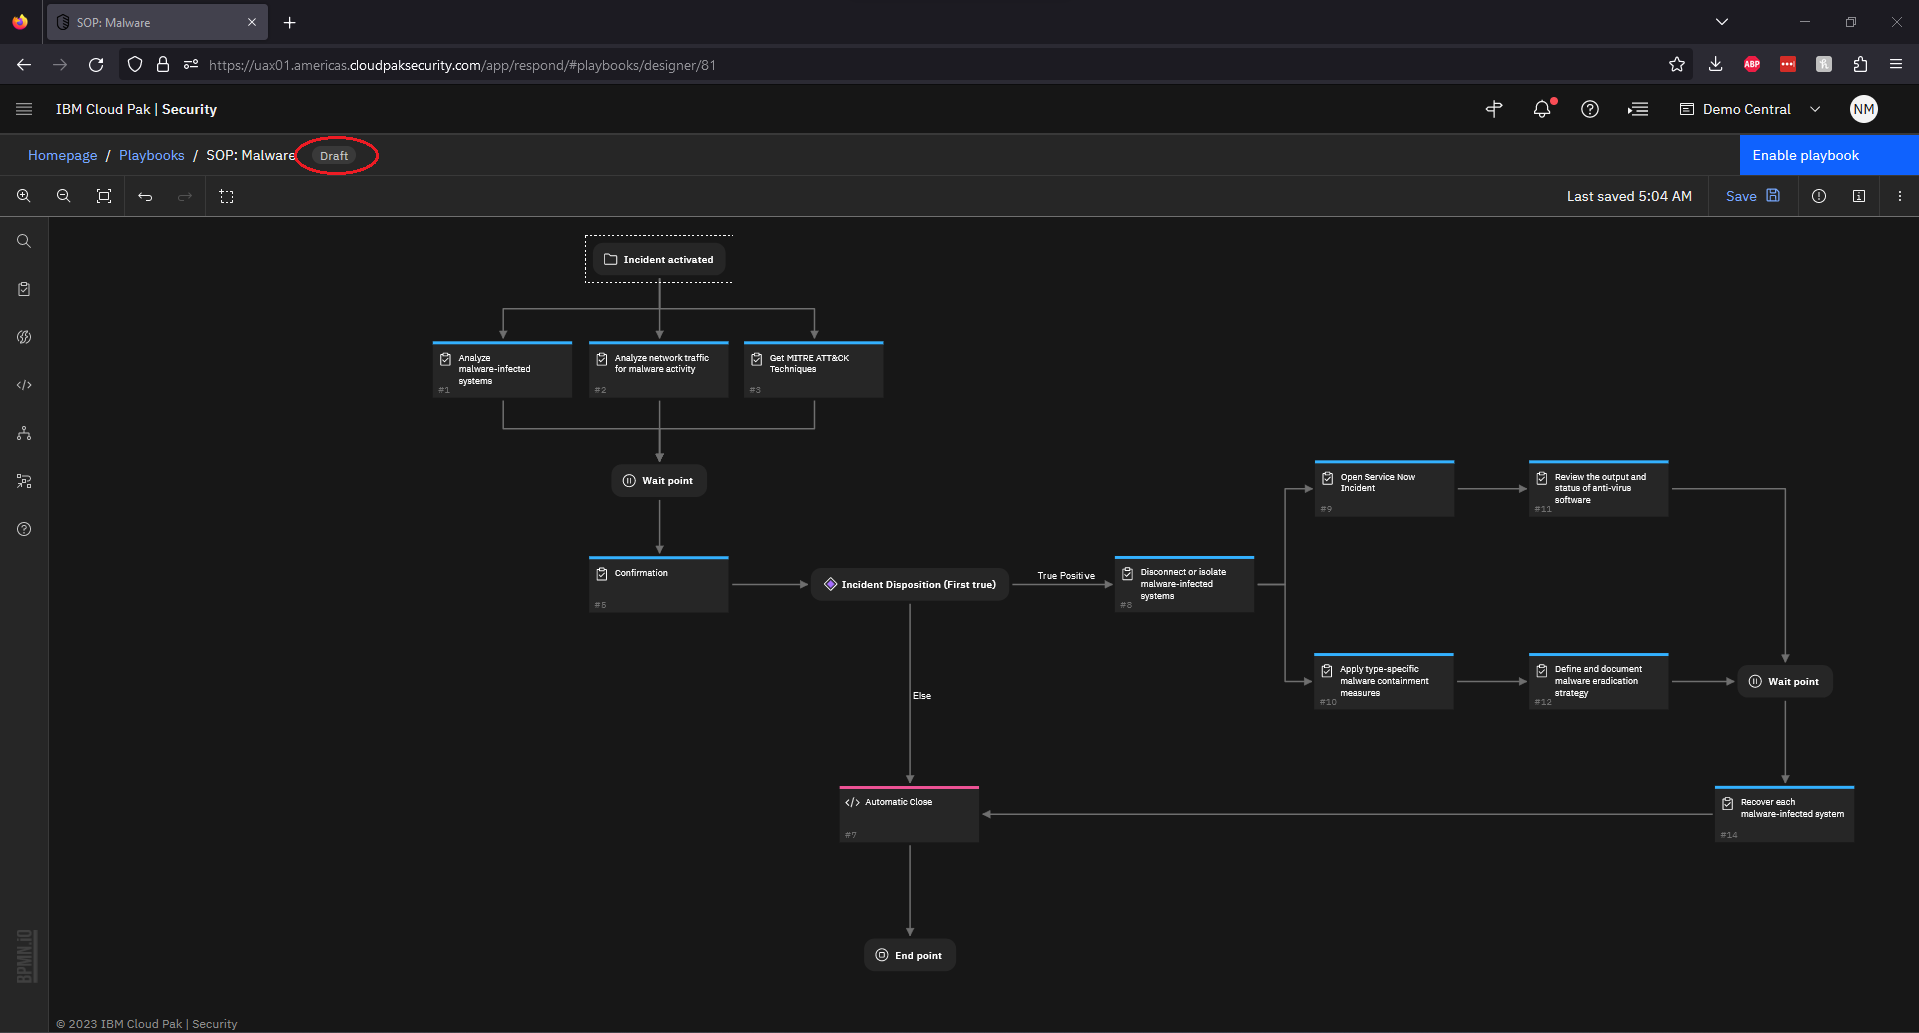 SOP: Malware
https://uax01.americas.cloudpaksecurity.com/app/respond/#playbooks/designer/81
ABP
IBM Cloud Pak | Security
Demo Central
NM
Homepage / Playbooks / SOP: Malware
Draft
Enable playbook
Last saved 5:04 AM
Save
Incident activated
Analyze
malware-infected
systems
#1
Analyze network traffic
for malware activity
#2
Get MITRE ATT&CK
Techniques
#3
Wait point
Open Service Now
Incident
#9
Review the output and
status of anti-virus
software
#11
Confirmation
#5
Incident Disposition (First true)
True Positive
Disconnect or isolate
malware-infected
systems
#8
Apply type-specific
malware containment
measures
#10
Define and document
malware eradication
strategy
#12
Wait point
Else
Automatic Close
#7
Recover each
malware-infected system
#14
End point
BPMN.iO
© 2023 IBM Cloud Pak | Security